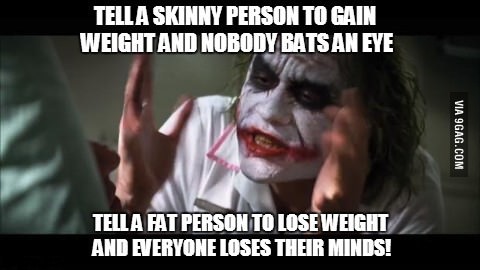 TELL A SKINNY PERSON TO GAIN
WEIGHT AND NOBODY BATS AN EYE
VIA 9GAG.COM
TELL A FAT PERSON TO LOSE WEIGHT
AND EVERYONE LOSES THEIR MINDS!